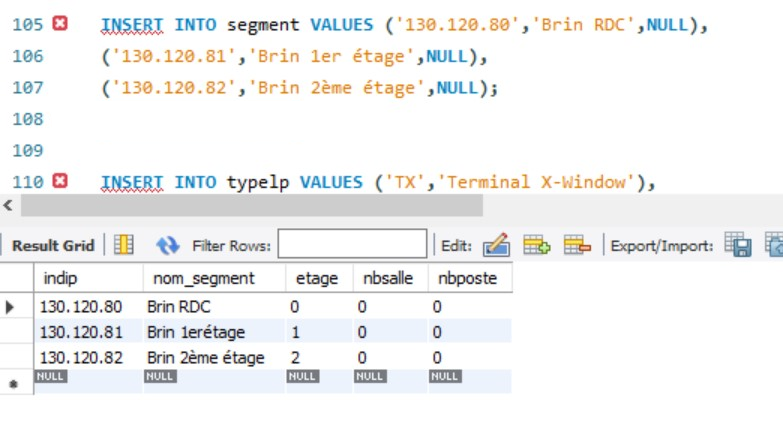 105 INSERT INTO segment VALUES ('130.120.80','Brin RDC',NULL),
106 ('130.120.81','Brin 1er étage',NULL),
107 ('130.120.82','Brin 2ème étage',NULL);
108
109
110 INSERT INTO typelp VALUES ('TX','Terminal X-Window'),
Result Grid Filter Rows: Edit: Export/Import:
indip nom_segment etage nbsalle nbposte
130.120.80 Brin RDC 0 0 0
130.120.81 Brin 1erétage 1 0 0
130.120.82 Brin 2ème étage 2 0 0
NULL NULL NULL NULL NULL